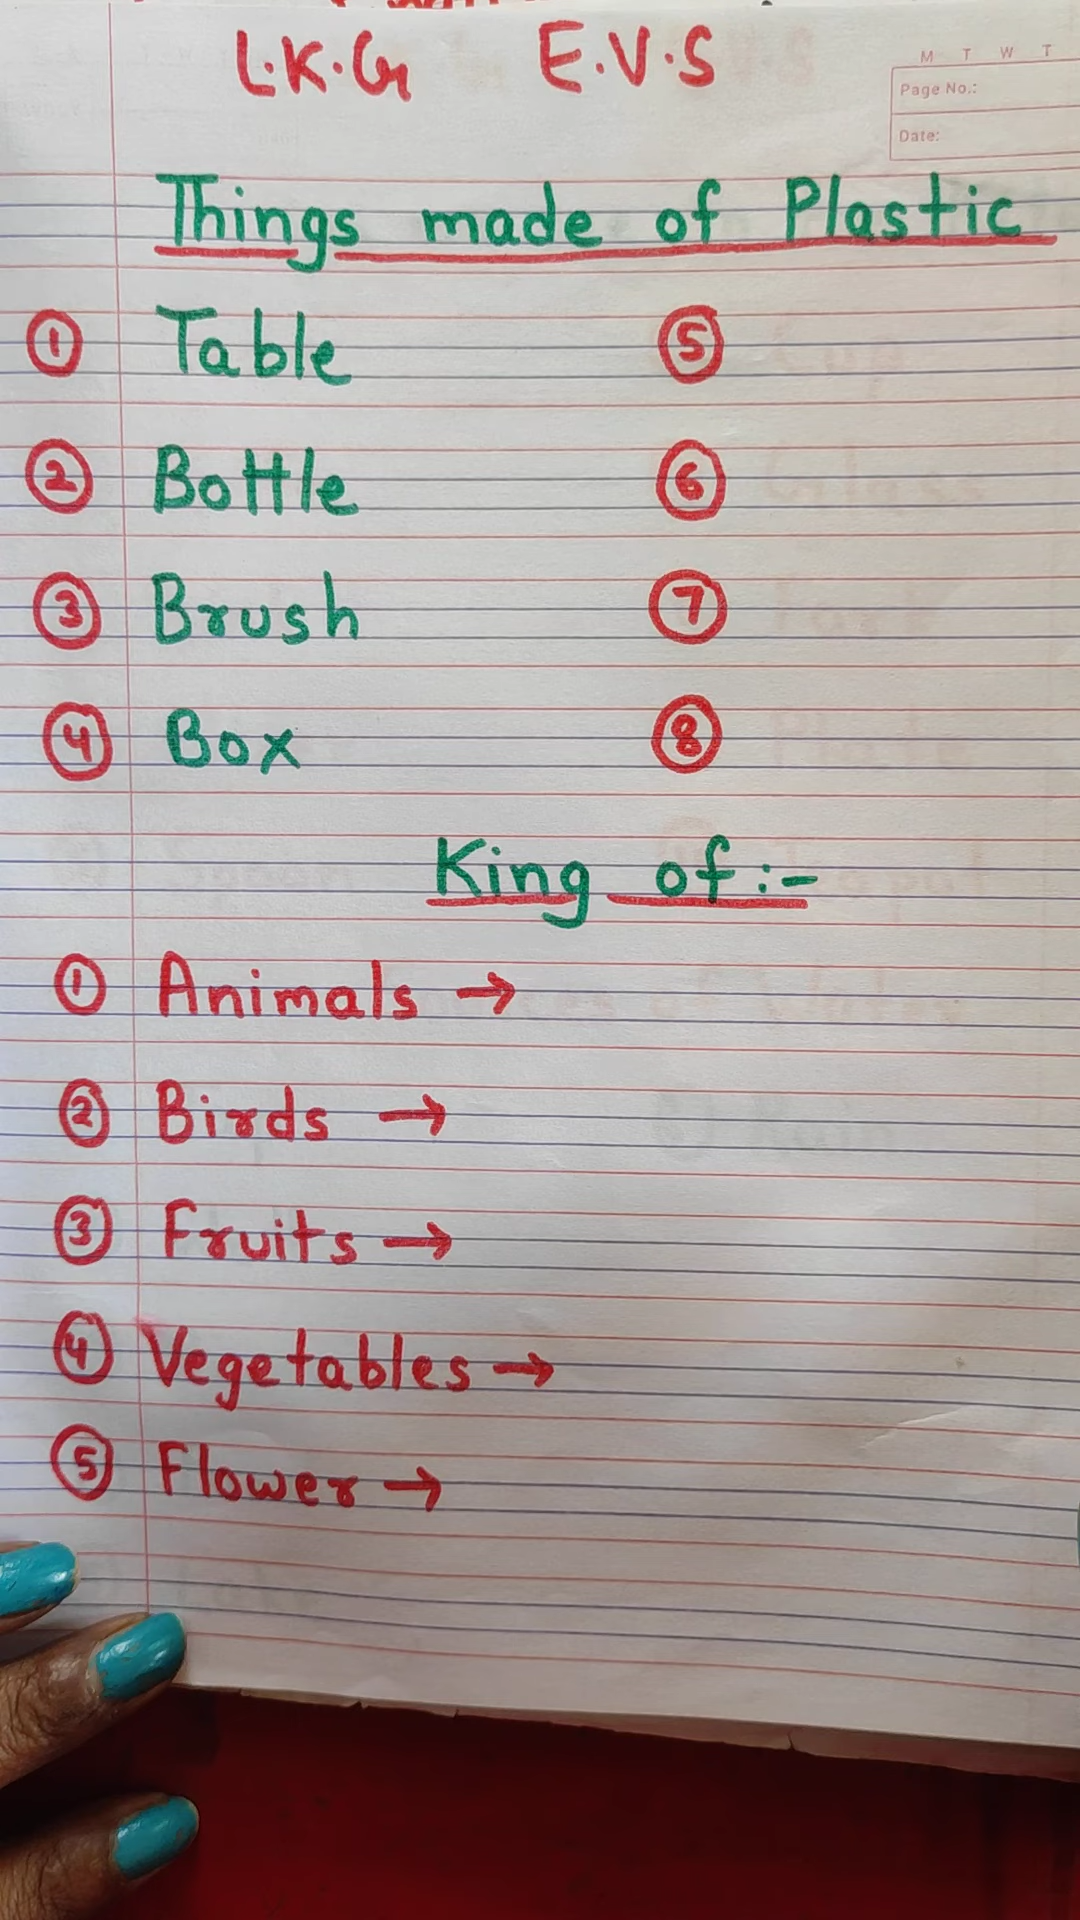 L.K.G E.V.S
M T W T
Page No.:
Date:
Things made of Plastic
1 Table 5
2 Bottle 6
3 Brush 7
4 Box 8
King of :-
1 Animals →
2 Birds →
3 Fruits →
4 Vegetables →
5 Flower →